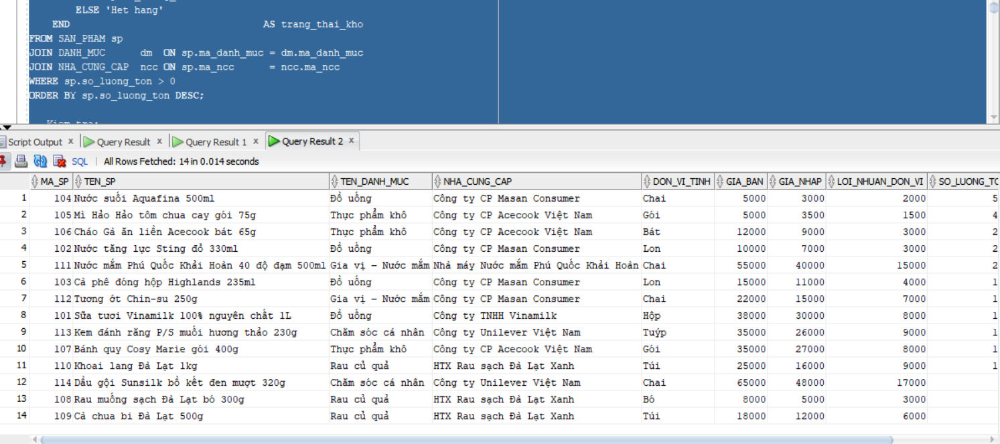 ELSE 'Het hang'
END AS trang_thai_kho
FROM SAN_PHAM sp
JOIN DANH_MUC dm ON sp.ma_danh_muc = dm.ma_danh_muc
JOIN NHA_CUNG_CAP ncc ON sp.ma_ncc = ncc.ma_ncc
WHERE sp.so_luong_ton > 0
ORDER BY sp.so_luong_ton DESC;
Kiem tra:
Script Output x Query Result x Query Result 1 x Query Result 2 x
SQL | All Rows Fetched: 14 in 0.014 seconds
MA_SP TEN_SP TEN_DANH_MUC NHA_CUNG_CAP DON_VI_TINH GIA_BAN GIA_NHAP LOI_NHUAN_DON_VI SO_LUONG_TO
1 104 Nước suối Aquafina 500ml Đồ uống Công ty CP Masan Consumer Chai 5000 3000 2000 5
2 105 Mì Hảo Hảo tôm chua cay gói 75g Thực phẩm khô Công ty CP Acecook Việt Nam Gói 5000 3500 1500 4
3 106 Cháo Gà ăn liền Acecook bát 65g Thực phẩm khô Công ty CP Acecook Việt Nam Bát 12000 9000 3000 2
4 102 Nước tăng lực Sting đỏ 330ml Đồ uống Công ty CP Masan Consumer Lon 10000 7000 3000 2
5 111 Nước mắm Phú Quốc Khải Hoàn 40 độ đạm 500ml Gia vị - Nước mắm Nhà máy Nước mắm Phú Quốc Khải Hoàn Chai 55000 40000 15000 2
6 103 Cà phê đóng hộp Highlands 235ml Đồ uống Công ty CP Masan Consumer Lon 15000 11000 4000 1
7 112 Tương ớt Chin-su 250g Gia vị - Nước mắm Công ty CP Masan Consumer Chai 22000 15000 7000 1
8 101 Sữa tươi Vinamilk 100% nguyên chất 1L Đồ uống Công ty TNHH Vinamilk Hộp 38000 30000 8000 1
9 113 Kem đánh răng P/S muối hương thảo 230g Chăm sóc cá nhân Công ty Unilever Việt Nam Tuýp 35000 26000 9000 1
10 107 Bánh quy Cosy Marie gói 400g Thực phẩm khô Công ty CP Acecook Việt Nam Gói 35000 27000 8000 1
11 110 Khoai lang Đà Lạt 1kg Rau củ quả HTX Rau sạch Đà Lạt Xanh Túi 25000 16000 9000 1
12 114 Dầu gội Sunsilk bồ kết đen mượt 320g Chăm sóc cá nhân Công ty Unilever Việt Nam Chai 65000 48000 17000
13 108 Rau muống sạch Đà Lạt bó 300g Rau củ quả HTX Rau sạch Đà Lạt Xanh Bó 8000 5000 3000
14 109 Cà chua bi Đà Lạt 500g Rau củ quả HTX Rau sạch Đà Lạt Xanh Túi 18000 12000 6000